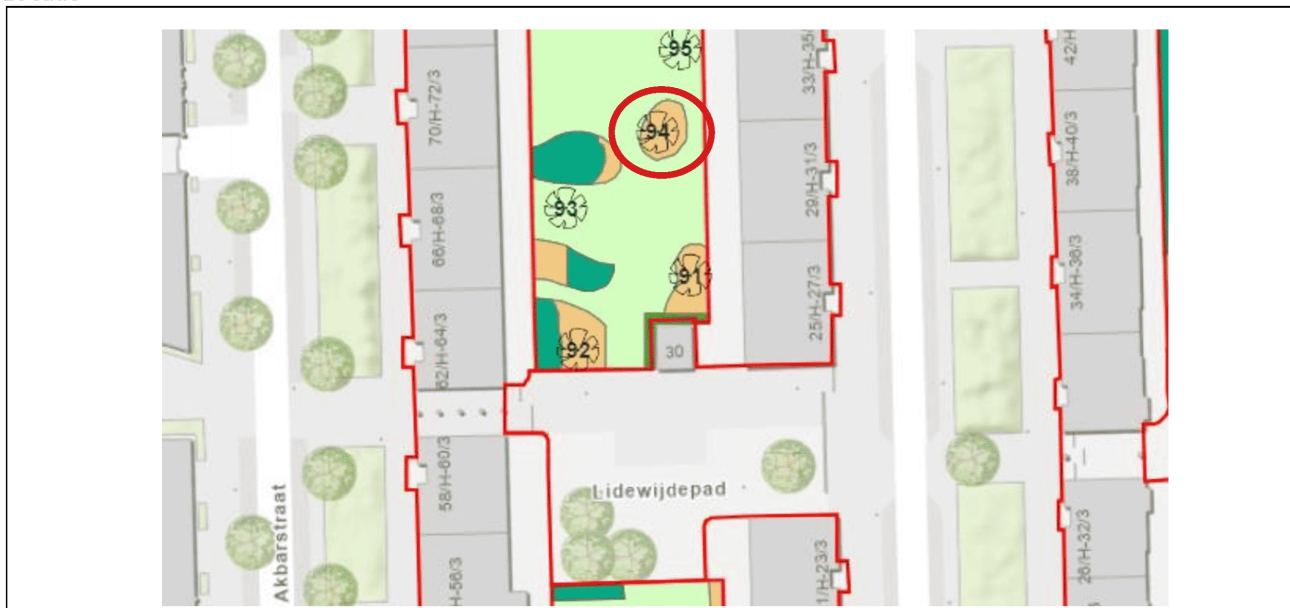 95
94
93
91
92
30
70/H-72/3
66/H-68/3
62/H-64/3
58/H-60/3
H-56/3
33/H-35/
29/H-31/3
25/H-27/3
1/H-23/3
42/H
38/H-40/3
34/H-36/3
26/H-32/3
Lidewijdepad
Akbarstraat